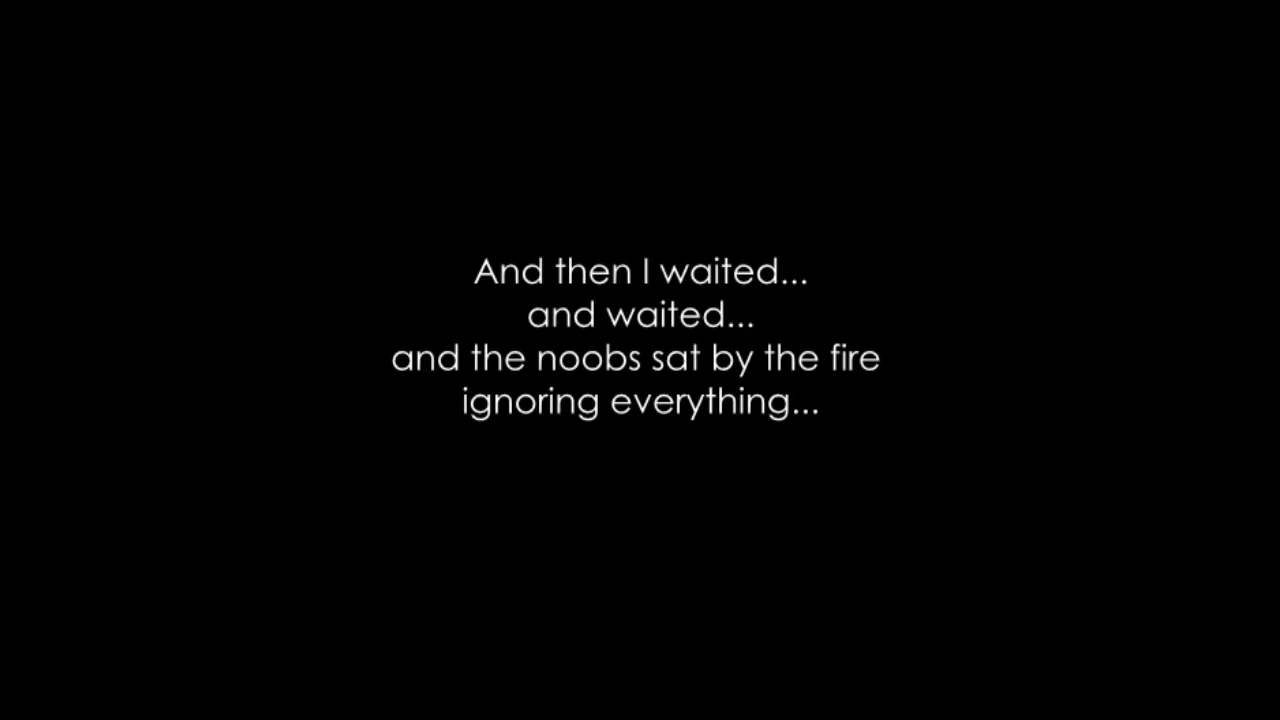 And then I waited...
and waited...
and the noobs sat by the fire
ignoring everything...